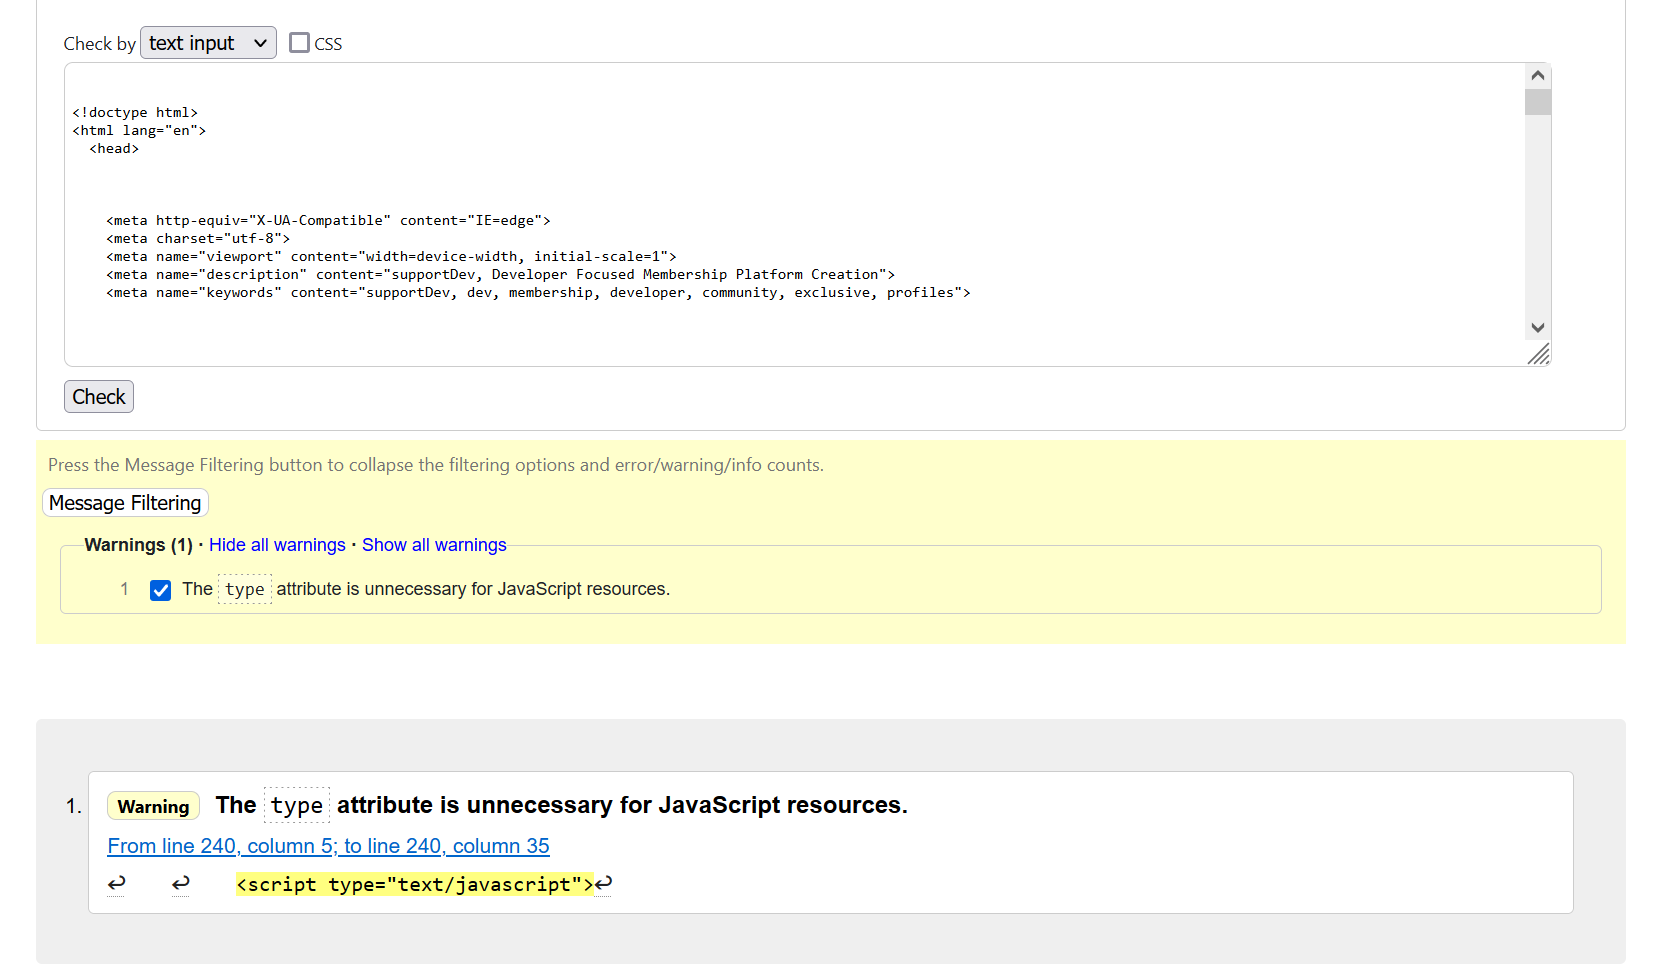 Check by text input CSS
<!doctype html>
<html lang="en">
<head>
<meta http-equiv="X-UA-Compatible" content="IE=edge">
<meta charset="utf-8">
<meta name="viewport" content="width=device-width, initial-scale=1">
<meta name="description" content="supportDev, Developer Focused Membership Platform Creation">
<meta name="keywords" content="supportDev, dev, membership, developer, community, exclusive, profiles">
Check
Press the Message Filtering button to collapse the filtering options and error/warning/info counts.
Message Filtering
Warnings (1) · Hide all warnings · Show all warnings
1 The type attribute is unnecessary for JavaScript resources.
1. Warning The type attribute is unnecessary for JavaScript resources.
From line 240, column 5; to line 240, column 35
↩ ↩ <script type="text/javascript">↩